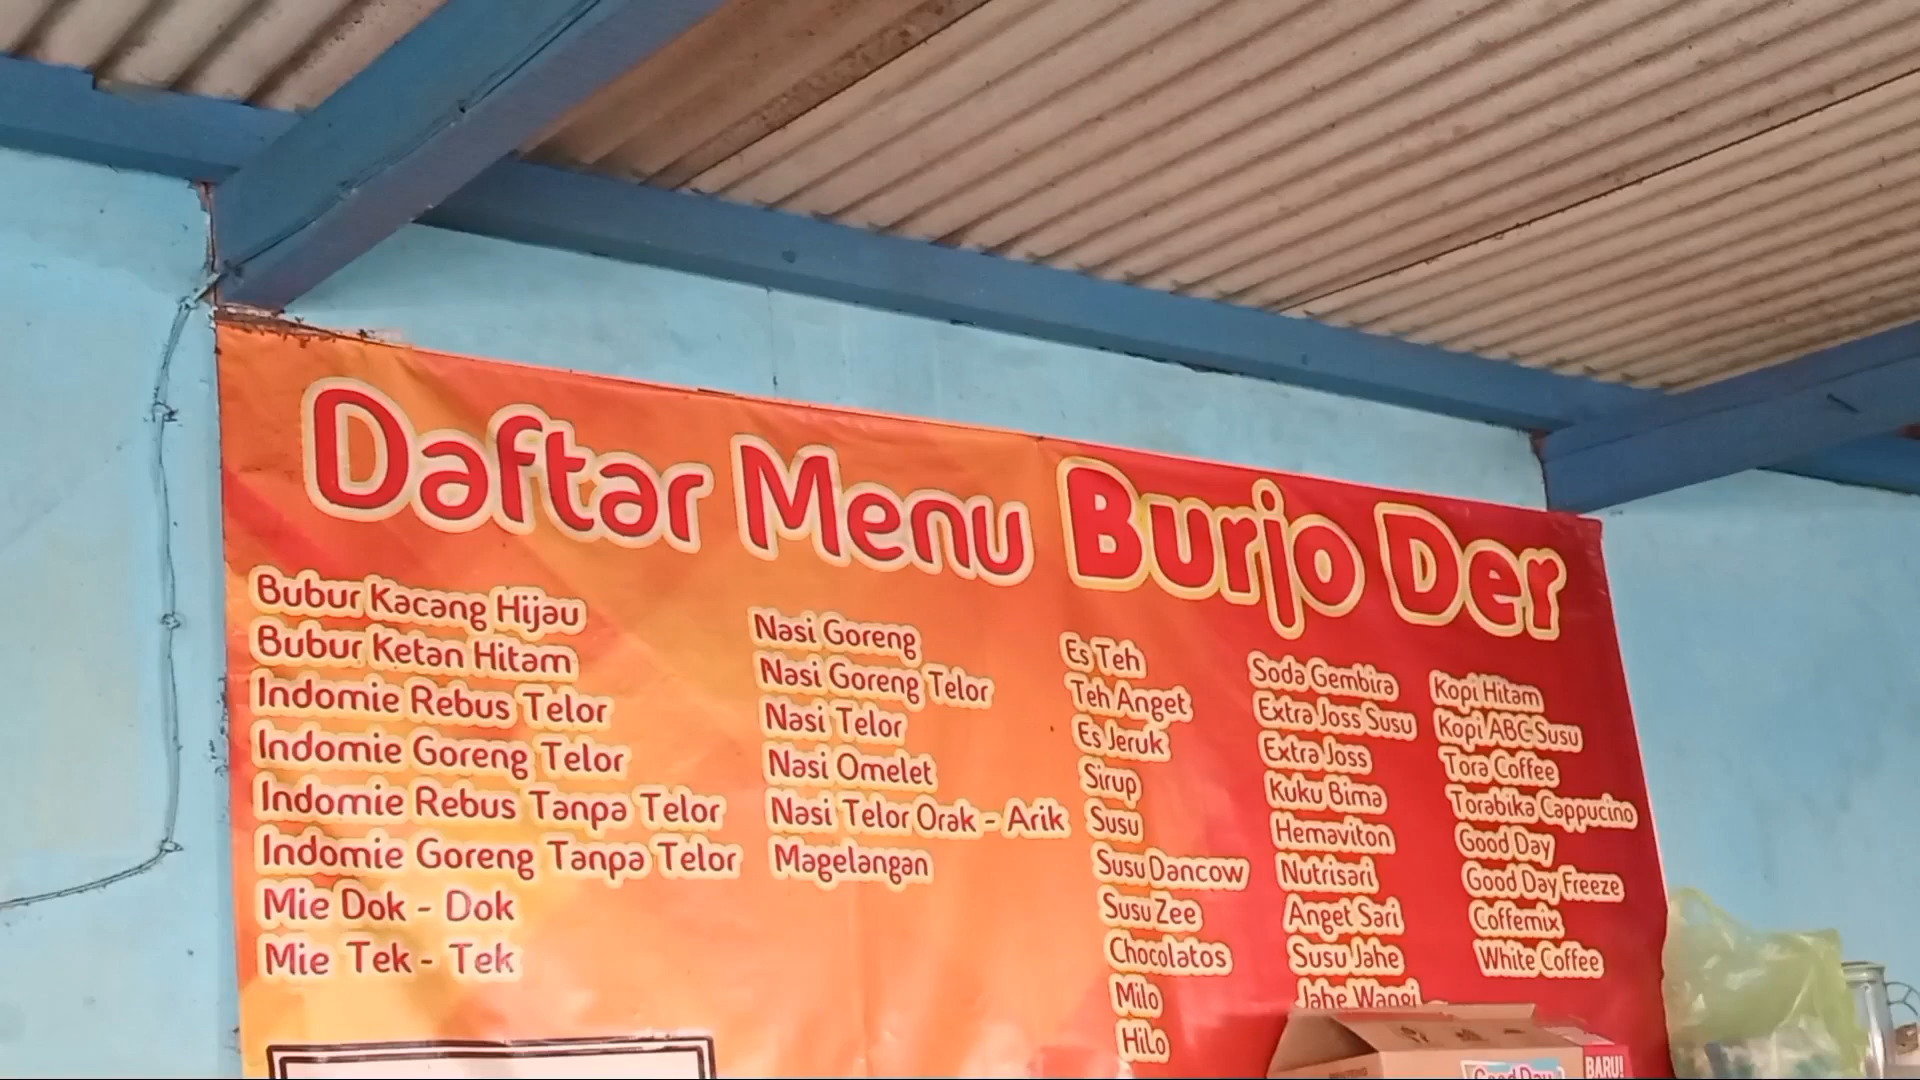 Daftar Menu Burjo Der
Bubur Kacang Hijau
Bubur Ketan Hitam
Indomie Rebus Telor
Indomie Goreng Telor
Indomie Rebus Tanpa Telor
Indomie Goreng Tanpa Telor
Mie Dok - Dok
Mie Tek - Tek
Nasi Goreng
Nasi Goreng Telor
Nasi Telor
Nasi Omelet
Nasi Telor Orak - Arik
Magelangan
Es Teh
Teh Anget
Es Jeruk
Sirup
Susu
Susu Dancow
Susu Zee
Chocolatos
Milo
Hilo
Soda Gembira
Extra Joss Susu
Extra Joss
Kuku Bima
Hemaviton
Nutrisari
Anget Sari
Susu Jahe
Jahe Wangi
Kopi Hitam
Kopi ABC Susu
Tora Coffee
Torabika Cappucino
Good Day
Good Day Freeze
Coffemix
White Coffee
Good Day
BARU!